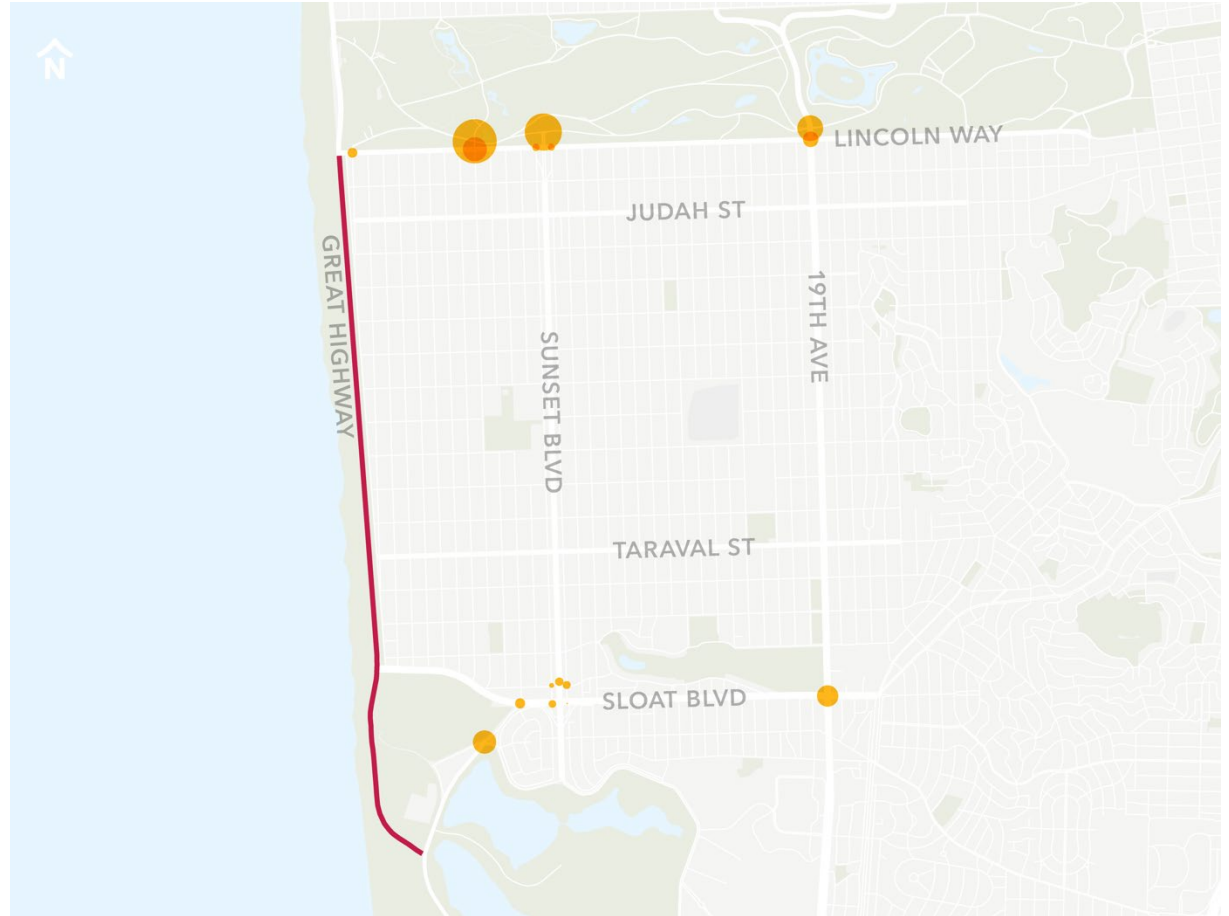 N
LINCOLN WAY
JUDAH ST
GREAT HIGHWAY
19TH AVE
SUNSET BLVD
TARAVAL ST
SLOAT BLVD